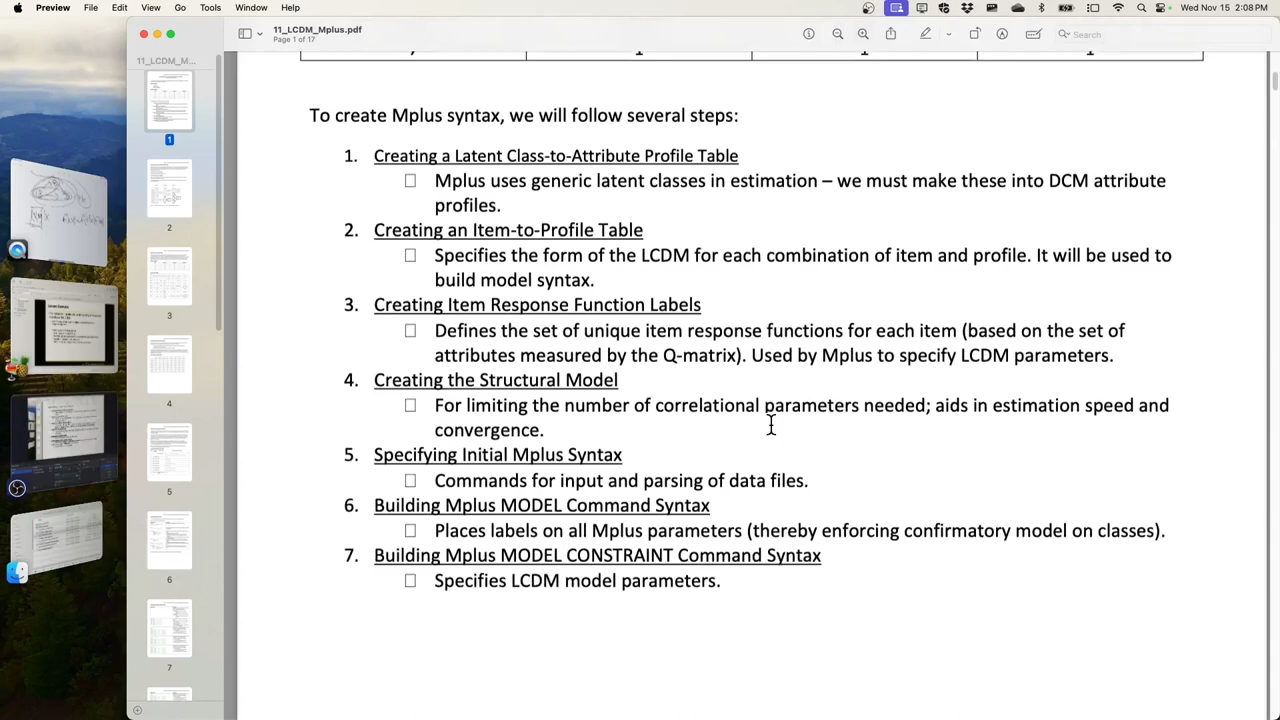 Preview File Edit View Go Tools Window Help
Wed Nov 15 2:08 PM
11_LCDM_Mplus.pdf
Page 1 of 17
Search
11_LCDM_M...
1
2
3
4
5
6
7
To create Mplus syntax, we will follow several steps:
1. Creating a Latent Class-to-Attribute Profile Table
Mplus uses generic latent classes in estimation – we must make these into DCM attribute
profiles.
2. Creating an Item-to-Profile Table
Specifies the form of the LCDM for each combination of item and profile. It will be used to
build model syntax.
3. Creating Item Response Function Labels
Defines the set of unique item response functions for each item (based on the set of
attributes measured by the Q-matrix). Used by Mplus to specify LCDM parameters.
4. Creating the Structural Model
For limiting the number of correlational parameters needed; aids in estimation speed and
convergence.
5. Specifying Initial Mplus Syntax
Commands for input and parsing of data files.
6. Building Mplus MODEL Command Syntax
Places labels on all Mplus parameters (thereby ensuring confirmatory model on classes).
7. Building Mplus MODEL CONSTRAINT Command Syntax
Specifies LCDM model parameters.